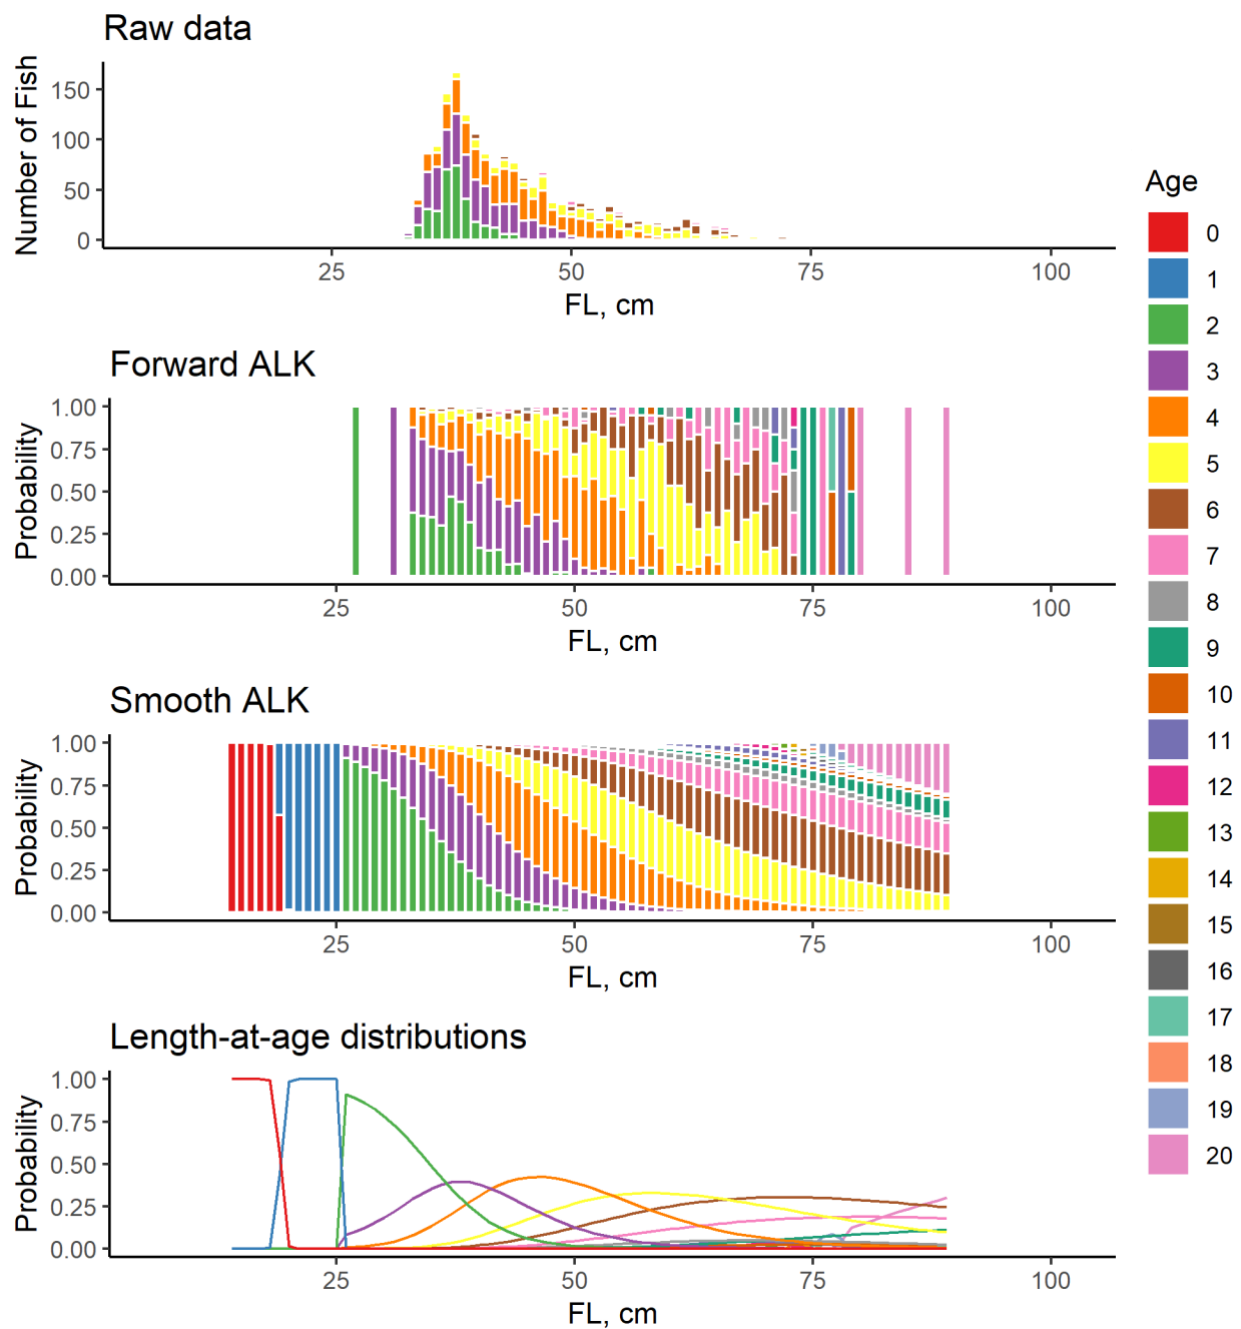 Raw data
Number of Fish
150
100
50
0
25 50 75 100
FL, cm
Forward ALK
Probability
1.00
0.75
0.50
0.25
0.00
25 50 75 100
FL, cm
Smooth ALK
Probability
1.00
0.75
0.50
0.25
0.00
25 50 75 100
FL, cm
Length-at-age distributions
Probability
1.00
0.75
0.50
0.25
0.00
25 50 75 100
FL, cm
Age
0
1
2
3
4
5
6
7
8
9
10
11
12
13
14
15
16
17
18
19
20